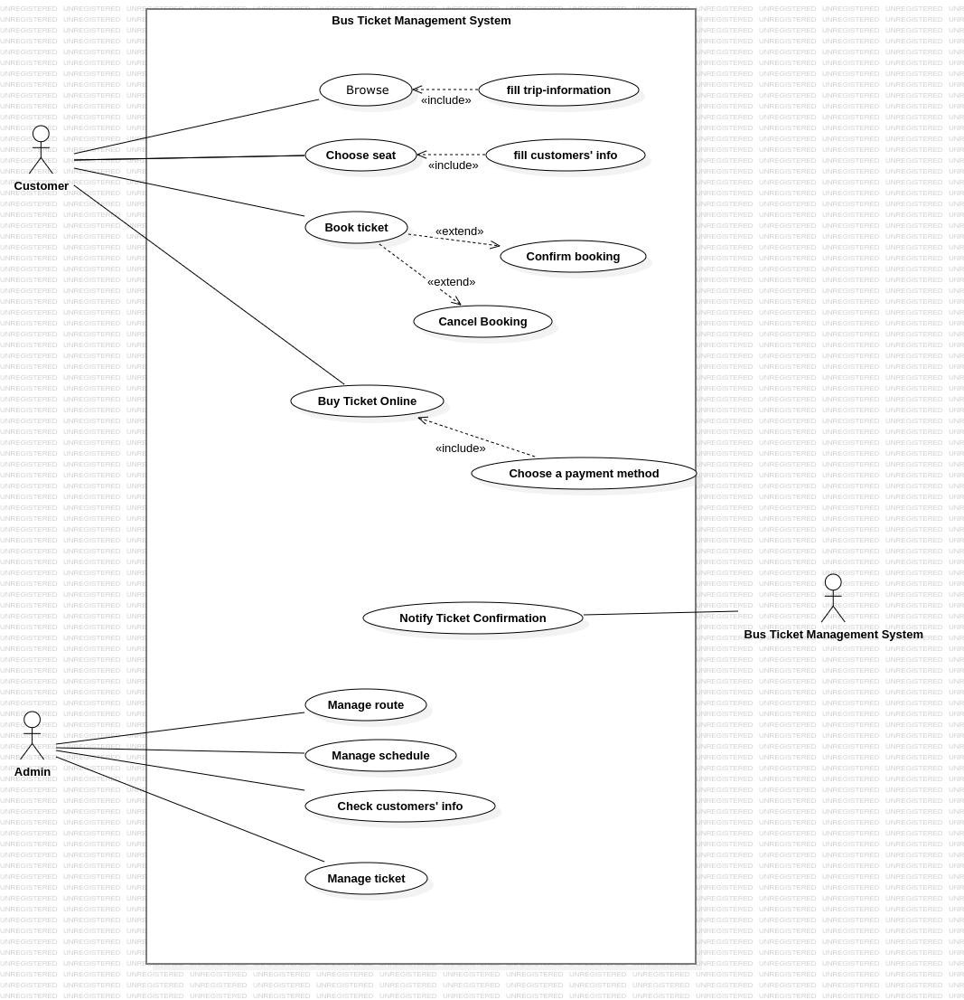 Bus Ticket Management System
Browse
«include»
fill trip-information
Customer
Choose seat
«include»
fill customers' info
Book ticket
«extend»
Confirm booking
«extend»
Cancel Booking
Buy Ticket Online
«include»
Choose a payment method
Notify Ticket Confirmation
Bus Ticket Management System
Admin
Manage route
Manage schedule
Check customers' info
Manage ticket
UNREGISTERED